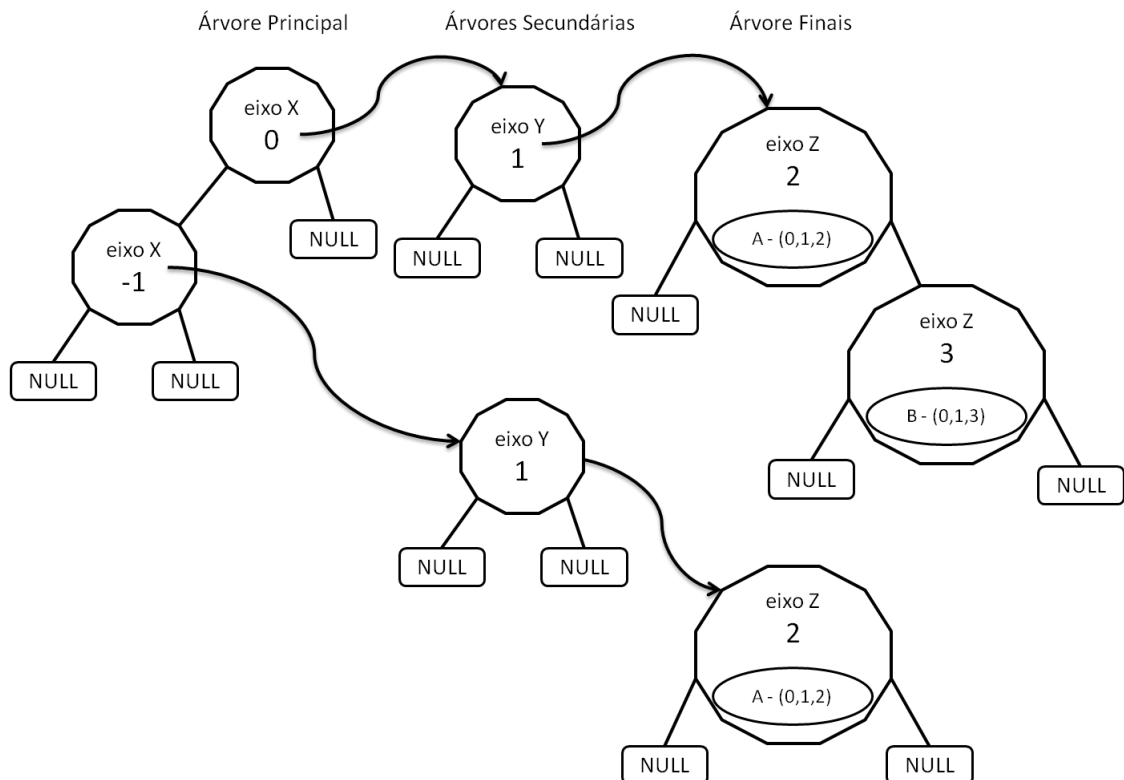 Árvore Principal
Árvores Secundárias
Árvore Finais
eixo X
0
eixo Y
1
eixo Z
2
A - (0,1,2)
NULL
NULL
NULL
NULL
eixo X
-1
NULL
NULL
eixo Z
3
B - (0,1,3)
NULL
NULL
eixo Y
1
NULL
NULL
eixo Z
2
A - (0,1,2)
NULL
NULL